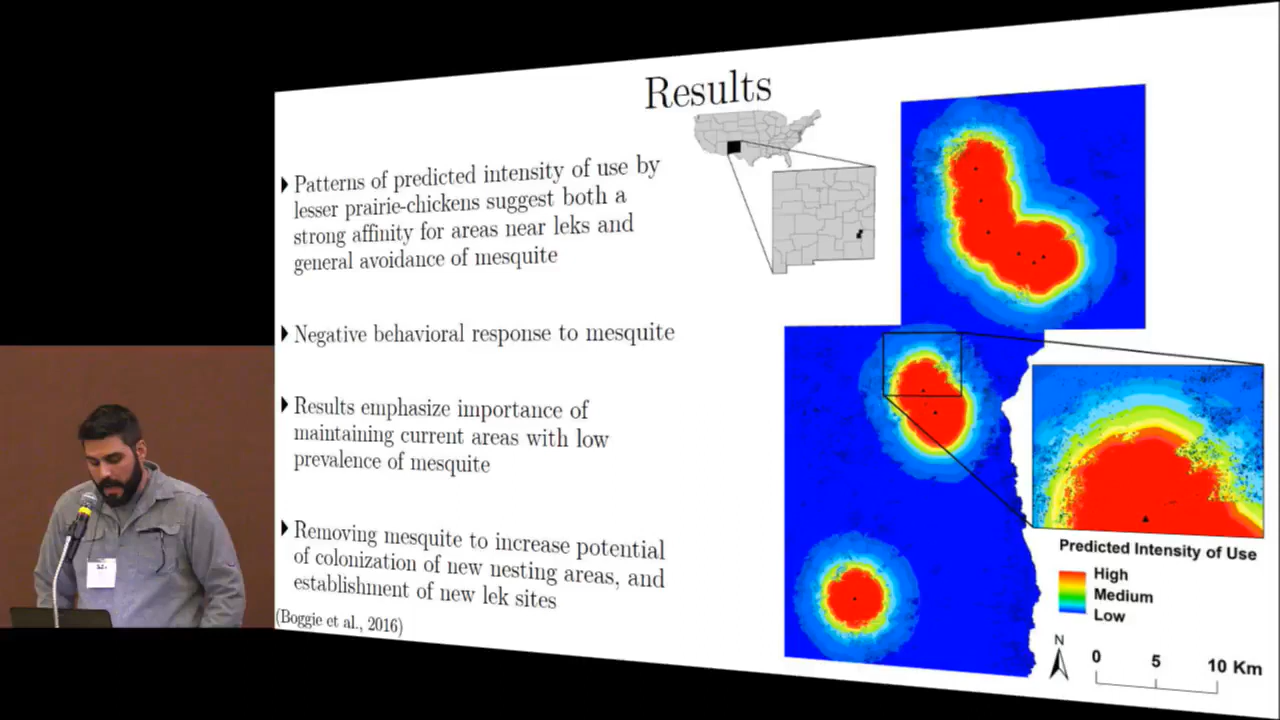 Results
Patterns of predicted intensity of use by
lesser prairie-chickens suggest both a
strong affinity for areas near leks and
general avoidance of mesquite
Negative behavioral response to mesquite
Results emphasize importance of
maintaining current areas with low
prevalence of mesquite
Removing mesquite to increase potential
of colonization of new nesting areas, and
establishment of new lek sites
(Boggie et al., 2016)
Predicted Intensity of Use
High
Medium
Low
N
0 5 10 Km